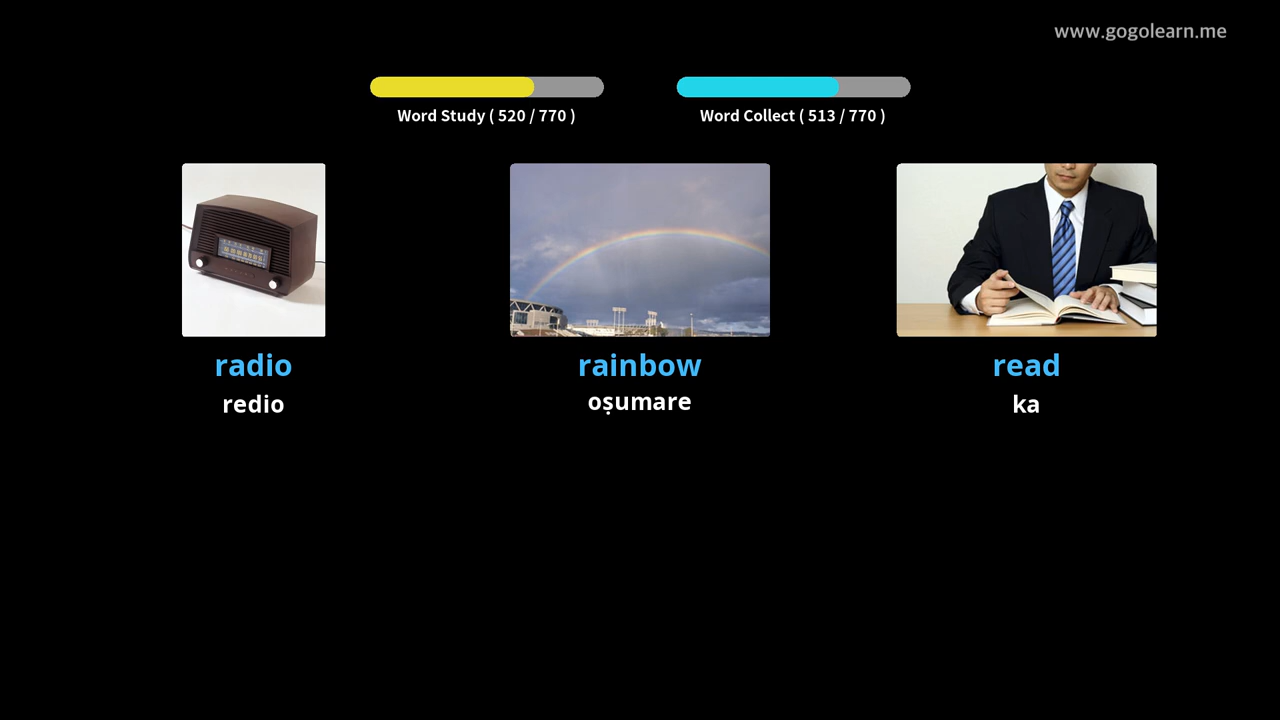 www.gogolearn.me
Word Study ( 520 / 770 )
Word Collect ( 513 / 770 )
radio
redio
rainbow
oṣumare
read
ka